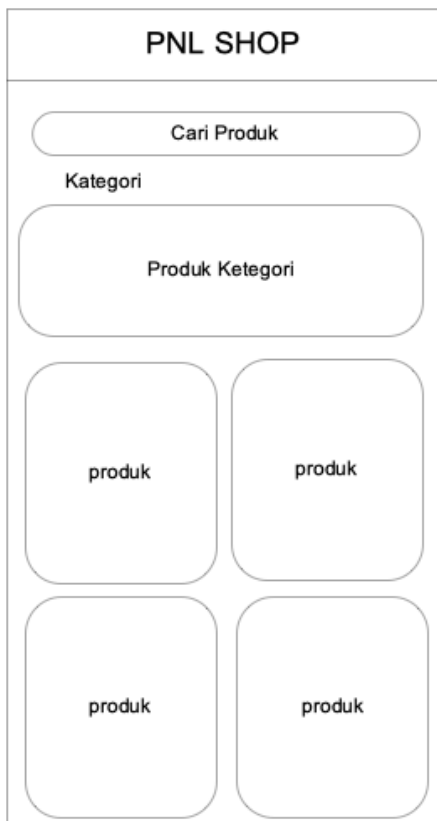 PNL SHOP
Cari Produk
Kategori
Produk Ketegori
produk
produk
produk
produk